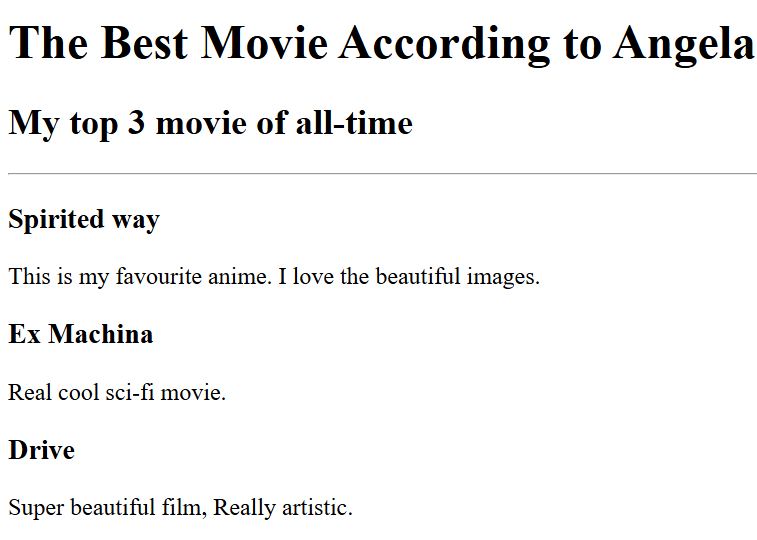 The Best Movie According to Angela
My top 3 movie of all-time
Spirited way
This is my favourite anime. I love the beautiful images.
Ex Machina
Real cool sci-fi movie.
Drive
Super beautiful film, Really artistic.